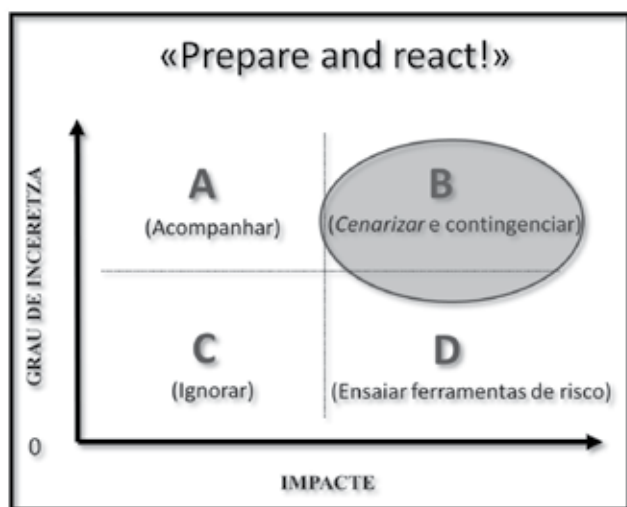 «Prepare and react!»
A
(Acompanhar)
B
(Cenarizar e contingenciar)
GRAU DE INCERETZA
C
(Ignorar)
D
(Ensaiar ferramentas de risco)
0
IMPACTE